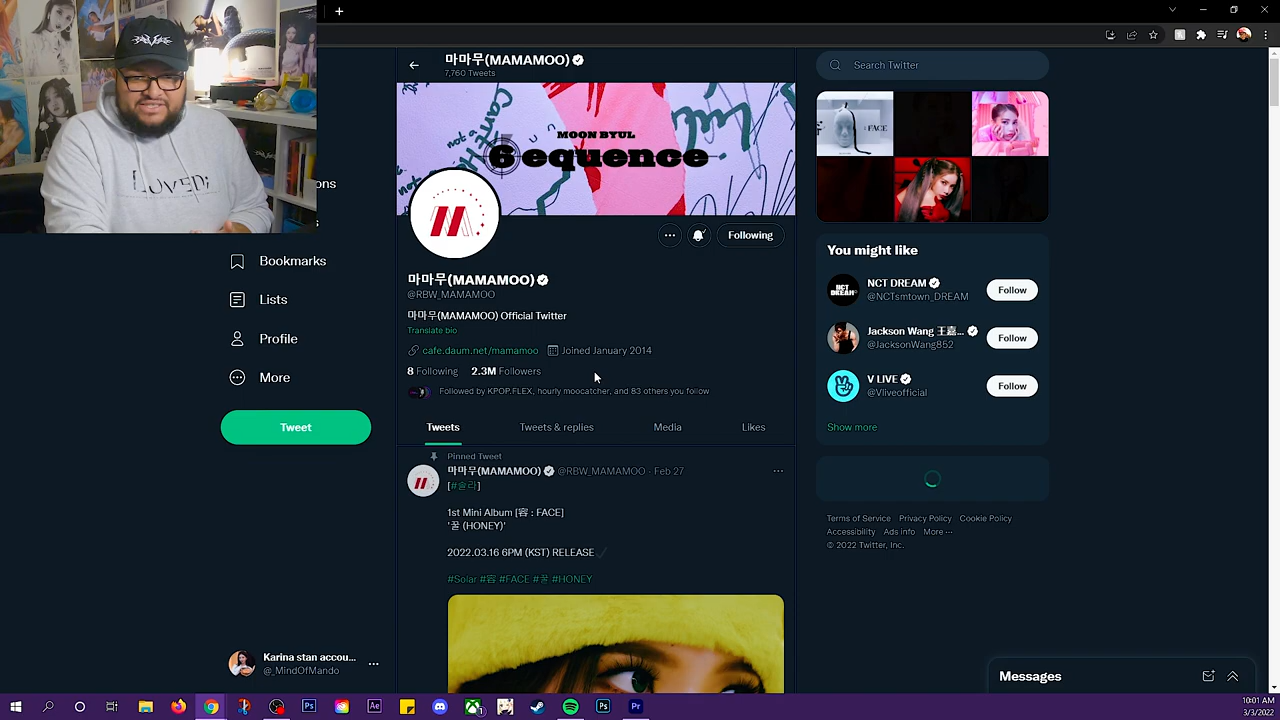 마마무(MAMAMOO)
7,760 Tweets
Search Twitter
MOON BYUL
6equence
FACE
LOVERi
ons
s
Following
You might like
Bookmarks
마마무(MAMAMOO)
NCT DREAM
@NCTsmtown_DREAM
Follow
@RBW_MAMAMOO
Lists
마마무(MAMAMOO) Official Twitter
Translate bio
Jackson Wang 王嘉...
@JacksonWang852
Follow
Profile
cafe.daum.net/mamamoo
Joined January 2014
8 Following 2.3M Followers
More
V LIVE
@Vliveofficial
Follow
Followed by KPOP.FLEX, hourly moocatcher, and 83 others you follow
Tweet
Tweets
Tweets & replies
Media
Likes
Show more
Pinned Tweet
마마무(MAMAMOO) @RBW_MAMAMOO · Feb 27
[#솔라]
1st Mini Album [容 : FACE]
'꿀 (HONEY)'
2022.03.16 6PM (KST) RELEASE
#Solar #容 #FACE #꿀 #HONEY
Terms of Service Privacy Policy Cookie Policy
Accessibility Ads info More ···
© 2022 Twitter, Inc.
Karina stan accou...
@_MindOfMando
Messages
10:01 AM
3/3/2022